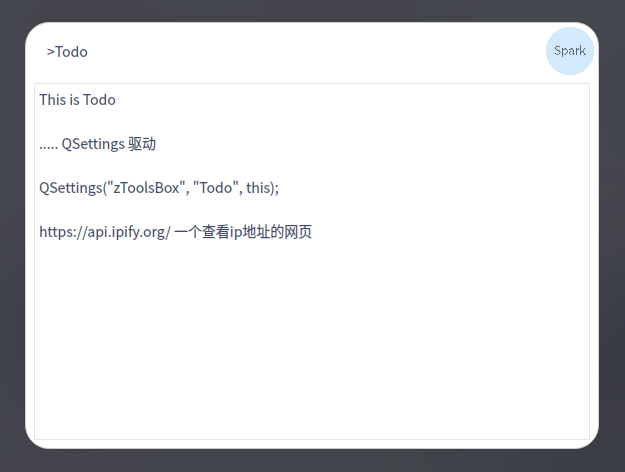 >Todo
Spark
This is Todo
..... QSettings 驱动
QSettings("zToolsBox", "Todo", this);
https://api.ipify.org/ 一个查看ip地址的网页